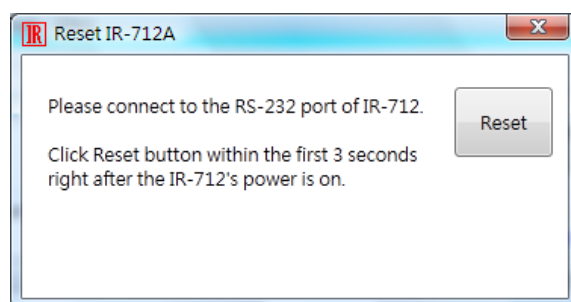 IR Reset IR-712A
Please connect to the RS-232 port of IR-712.
Reset
Click Reset button within the first 3 seconds
right after the IR-712's power is on.